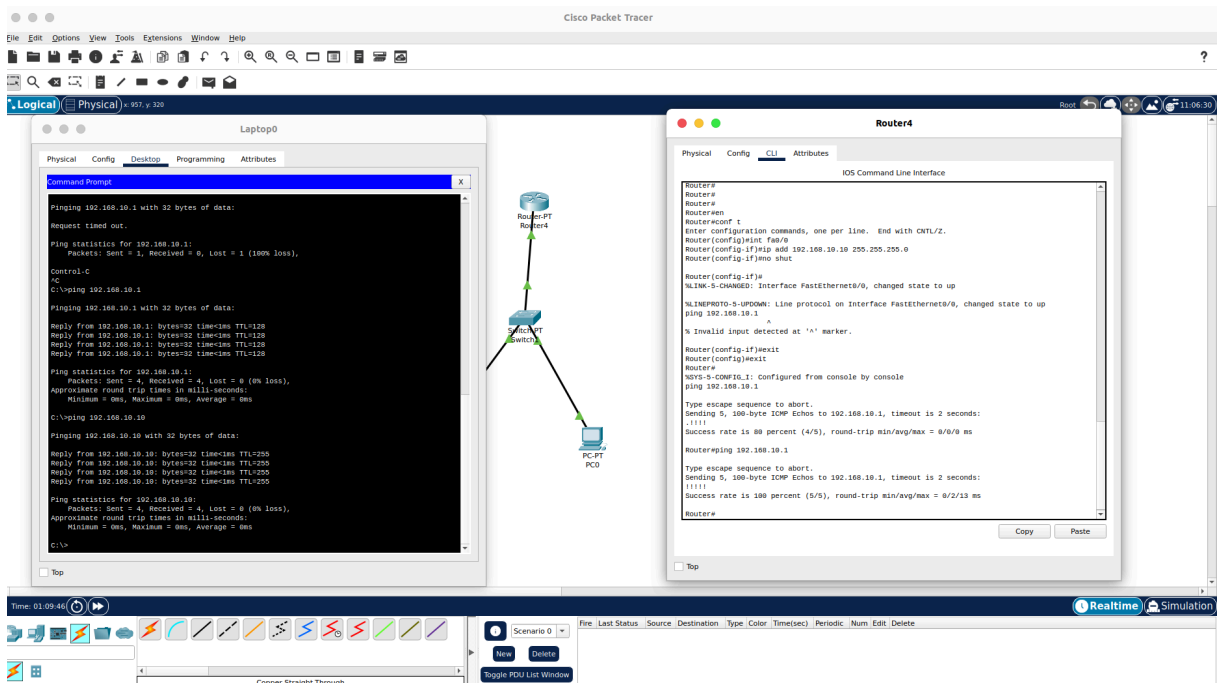 Cisco Packet Tracer
File Edit Options View Tools Extensions Window Help
?
Logical Physical x: 957, y: 320
Root 11:06:30
Laptop0
Physical Config Desktop Programming Attributes
Command Prompt X
Pinging 192.168.10.1 with 32 bytes of data:
Request timed out.
Ping statistics for 192.168.10.1:
Packets: Sent = 1, Received = 0, Lost = 1 (100% loss),
Control-C
^C
C:\>ping 192.168.10.1
Pinging 192.168.10.1 with 32 bytes of data:
Reply from 192.168.10.1: bytes=32 time<1ms TTL=128
Reply from 192.168.10.1: bytes=32 time<1ms TTL=128
Reply from 192.168.10.1: bytes=32 time<1ms TTL=128
Reply from 192.168.10.1: bytes=32 time<1ms TTL=128
Ping statistics for 192.168.10.1:
Packets: Sent = 4, Received = 4, Lost = 0 (0% loss),
Approximate round trip times in milli-seconds:
Minimum = 0ms, Maximum = 0ms, Average = 0ms
C:\>ping 192.168.10.10
Pinging 192.168.10.10 with 32 bytes of data:
Reply from 192.168.10.10: bytes=32 time<1ms TTL=255
Reply from 192.168.10.10: bytes=32 time<1ms TTL=255
Reply from 192.168.10.10: bytes=32 time<1ms TTL=255
Reply from 192.168.10.10: bytes=32 time<1ms TTL=255
Ping statistics for 192.168.10.10:
Packets: Sent = 4, Received = 4, Lost = 0 (0% loss),
Approximate round trip times in milli-seconds:
Minimum = 0ms, Maximum = 0ms, Average = 0ms
C:\>
Top
Router-PT
Router4
Switch-PT
Switch1
PC-PT
PC0
Router4
Physical Config CLI Attributes
IOS Command Line Interface
Router#
Router#
Router#
Router#en
Router#conf t
Enter configuration commands, one per line. End with CNTL/Z.
Router(config)#int fa0/0
Router(config-if)#ip add 192.168.10.10 255.255.255.0
Router(config-if)#no shut
Router(config-if)#
%LINK-5-CHANGED: Interface FastEthernet0/0, changed state to up
%LINEPROTO-5-UPDOWN: Line protocol on Interface FastEthernet0/0, changed state to up
ping 192.168.10.1
^
% Invalid input detected at '^' marker.
Router(config-if)#exit
Router(config)#exit
Router#
%SYS-5-CONFIG_I: Configured from console by console
ping 192.168.10.1
Type escape sequence to abort.
Sending 5, 100-byte ICMP Echos to 192.168.10.1, timeout is 2 seconds:
.!!!!
Success rate is 80 percent (4/5), round-trip min/avg/max = 0/0/0 ms
Router#ping 192.168.10.1
Type escape sequence to abort.
Sending 5, 100-byte ICMP Echos to 192.168.10.1, timeout is 2 seconds:
!!!!!
Success rate is 100 percent (5/5), round-trip min/avg/max = 0/2/13 ms
Router#
Copy Paste
Top
Time: 01:09:46
Realtime Simulation
Scenario 0
New Delete
Toggle PDU List Window
Fire Last Status Source Destination Type Color Time(sec) Periodic Num Edit Delete
Copper Straight-Through